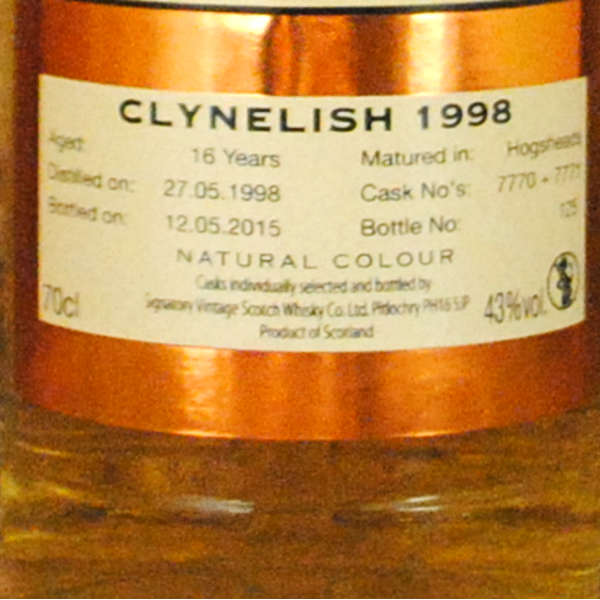 CLYNELISH 1998
Aged: 16 Years Matured in: Hogsheads
Distilled on: 27.05.1998 Cask No's: 7770 + 7771
Bottled on: 12.05.2015 Bottle No: 125
NATURAL COLOUR
Casks individually selected and bottled by
70cl Signatory Vintage Scotch Whisky Co. Ltd. Pitlochry PH16 5JP 43%vol.
Product of Scotland